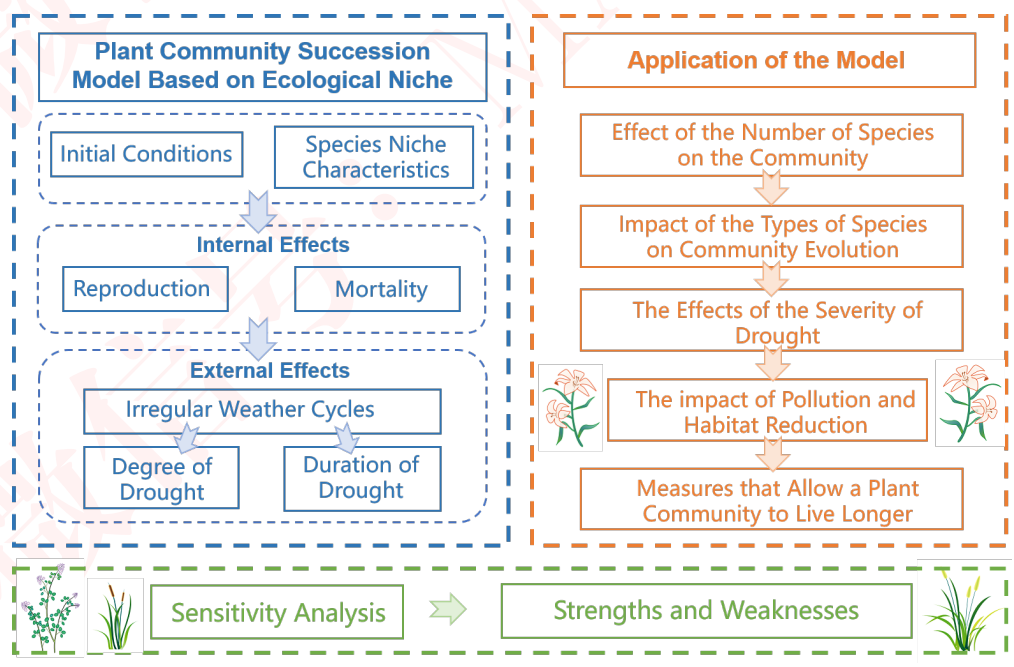 Plant Community Succession
Model Based on Ecological Niche
Initial Conditions
Species Niche
Characteristics
Internal Effects
Reproduction
Mortality
External Effects
Irregular Weather Cycles
Degree of
Drought
Duration of
Drought
Application of the Model
Effect of the Number of Species
on the Community
Impact of the Types of Species
on Community Evolution
The Effects of the Severity of
Drought
The impact of Pollution and
Habitat Reduction
Measures that Allow a Plant
Community to Live Longer
Sensitivity Analysis
Strengths and Weaknesses